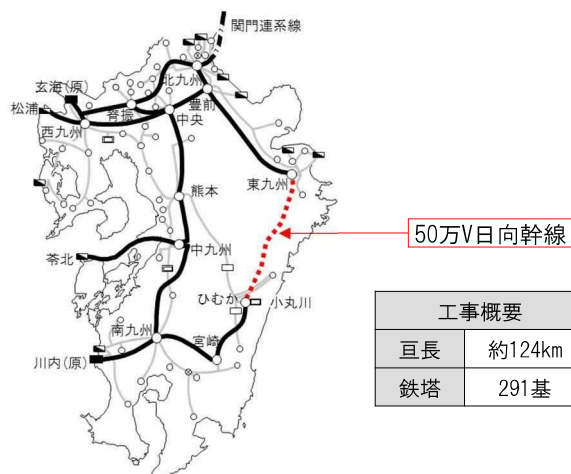 関門連系線
北九州
玄海(原)
豊前
松浦
脊振
中央
西九州
東九州
熊本
50万V日向幹線
中九州
苓北
ひむか
小丸川
工事概要
南九州
宮崎
亘長 約124km
川内(原)
鉄塔 291基